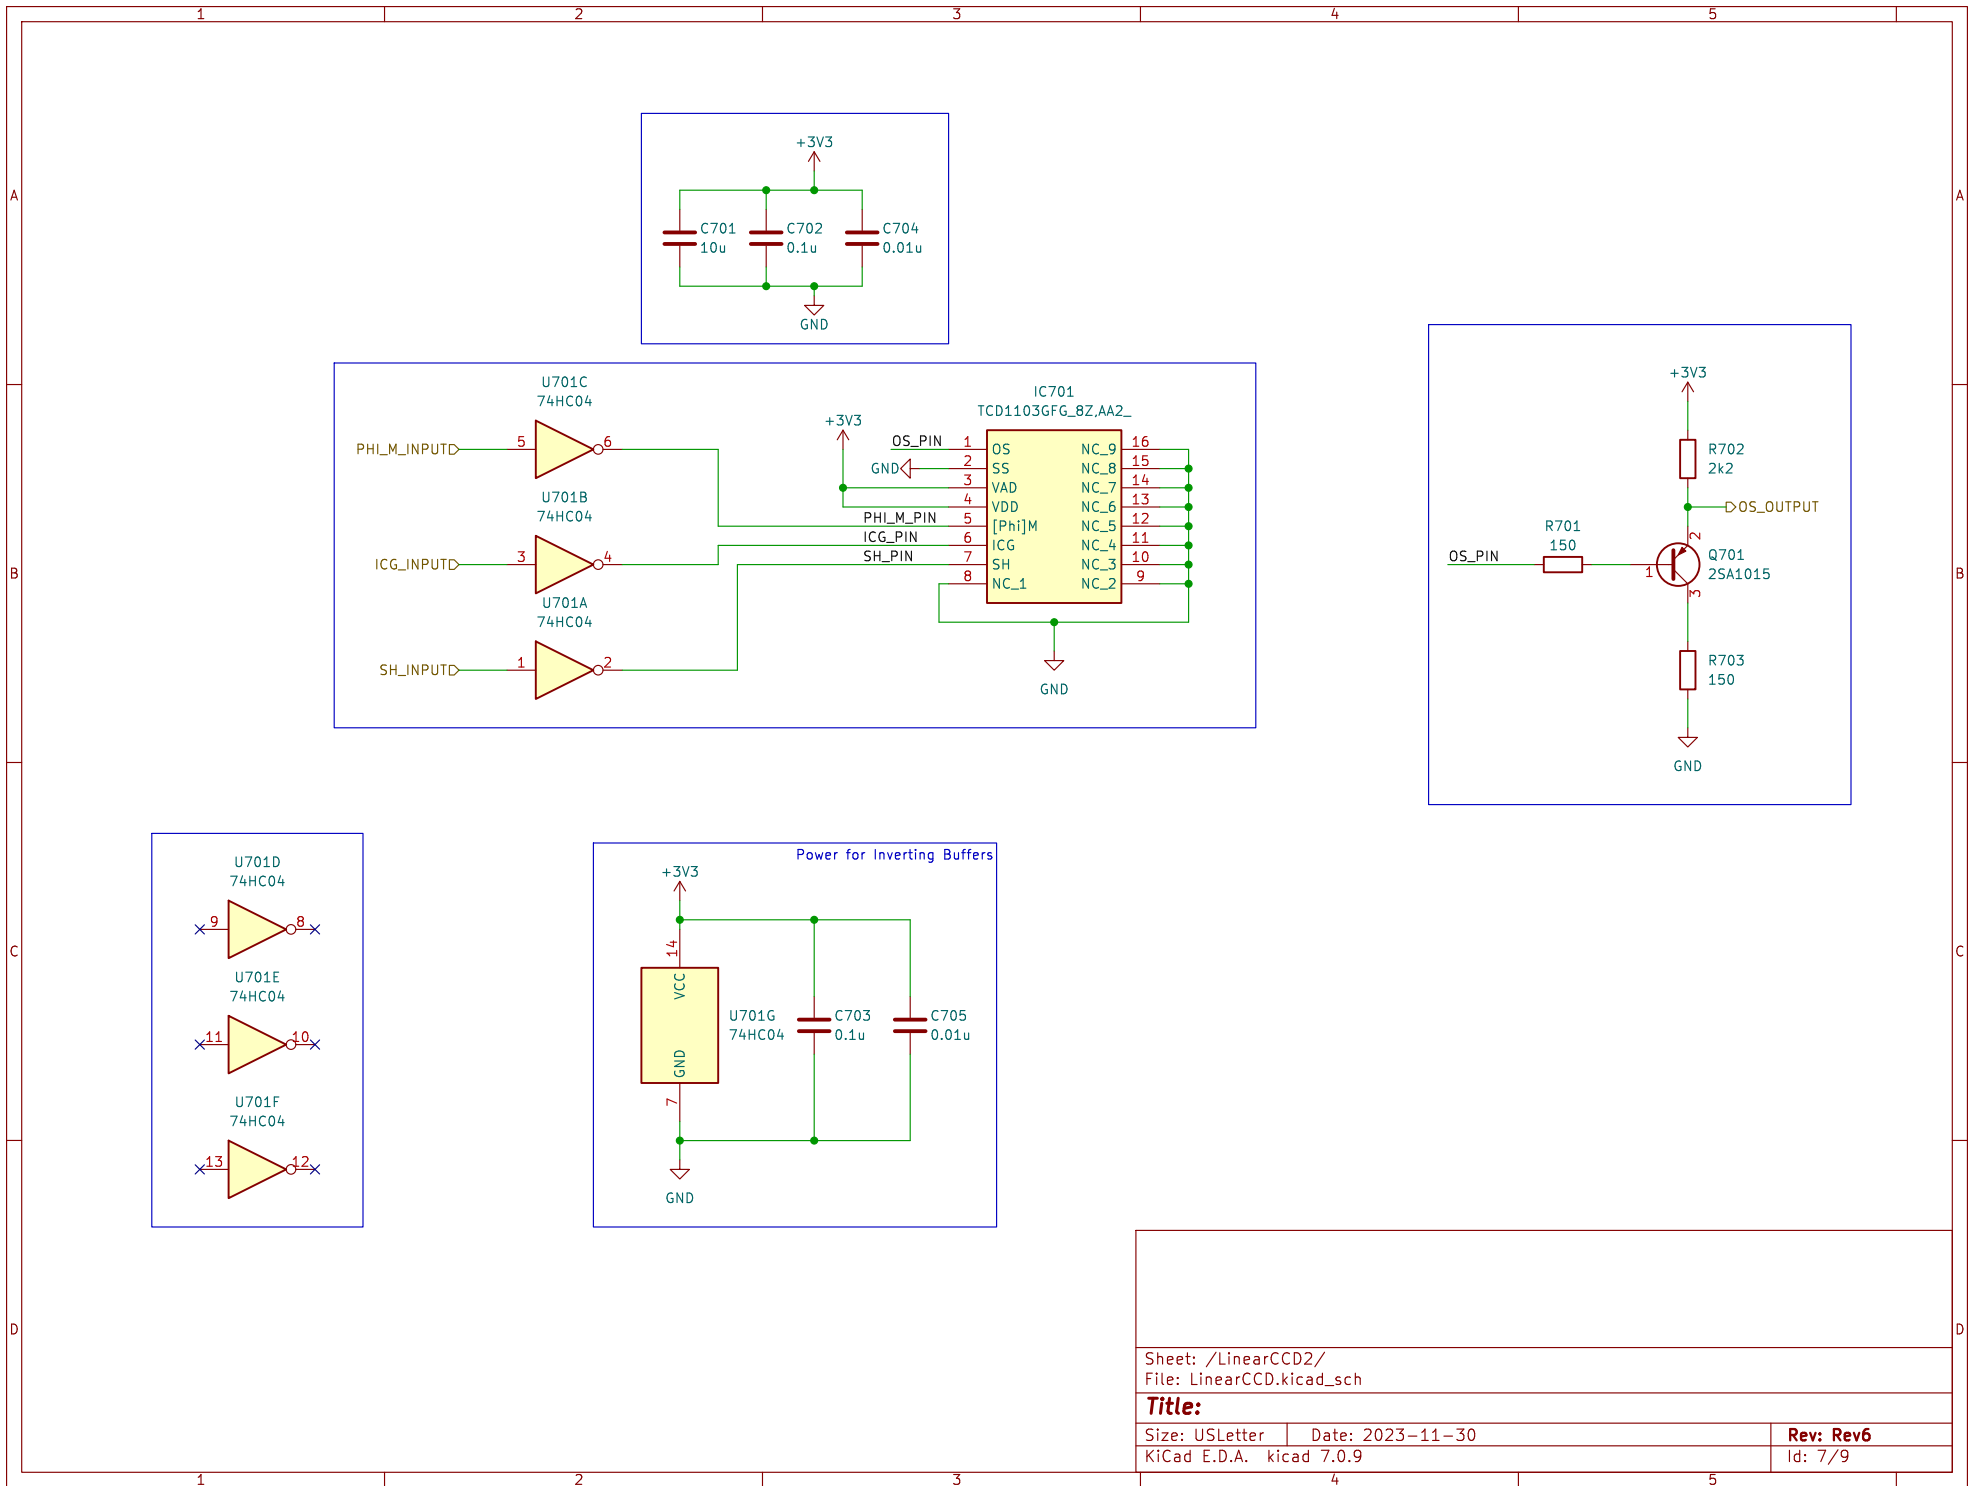 1 2 3 4 5
A A
B B
C C
D D
+3V3
C701
10u
C702
0.1u
C704
0.01u
GND
U701C
74HC04
PHI_M_INPUT
5 6
U701B
74HC04
ICG_INPUT
3 4
U701A
74HC04
SH_INPUT
1 2
+3V3
OS_PIN
GND
PHI_M_PIN
ICG_PIN
SH_PIN
IC701
TCD1103GFG_8Z,AA2_
1 OS NC_9 16
2 SS NC_8 15
3 VAD NC_7 14
4 VDD NC_6 13
5 [Phi]M NC_5 12
6 ICG NC_4 11
7 SH NC_3 10
8 NC_1 NC_2 9
GND
+3V3
R702
2k2
OS_OUTPUT
R701
150
OS_PIN
1
2
3
Q701
2SA1015
R703
150
GND
U701D
74HC04
9 8
U701E
74HC04
11 10
U701F
74HC04
13 12
Power for Inverting Buffers
+3V3
14
VCC
GND
7
U701G
74HC04
C703
0.1u
C705
0.01u
GND
Sheet: /LinearCCD2/
File: LinearCCD.kicad_sch
Title:
Size: USLetter Date: 2023-11-30 Rev: Rev6
KiCad E.D.A. kicad 7.0.9 Id: 7/9
1 2 3 4 5